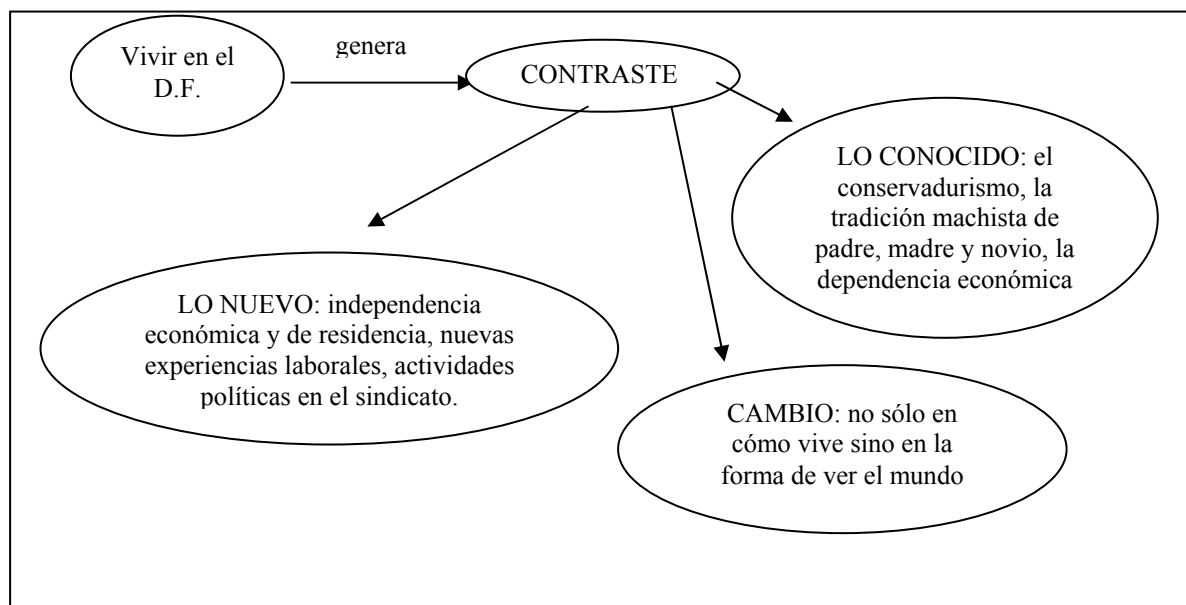 Vivir en el
D.F.
genera
CONTRASTE
LO CONOCIDO: el
conservadurismo, la
tradición machista de
padre, madre y novio, la
dependencia económica
LO NUEVO: independencia
económica y de residencia, nuevas
experiencias laborales, actividades
políticas en el sindicato.
CAMBIO: no sólo en
cómo vive sino en la
forma de ver el mundo